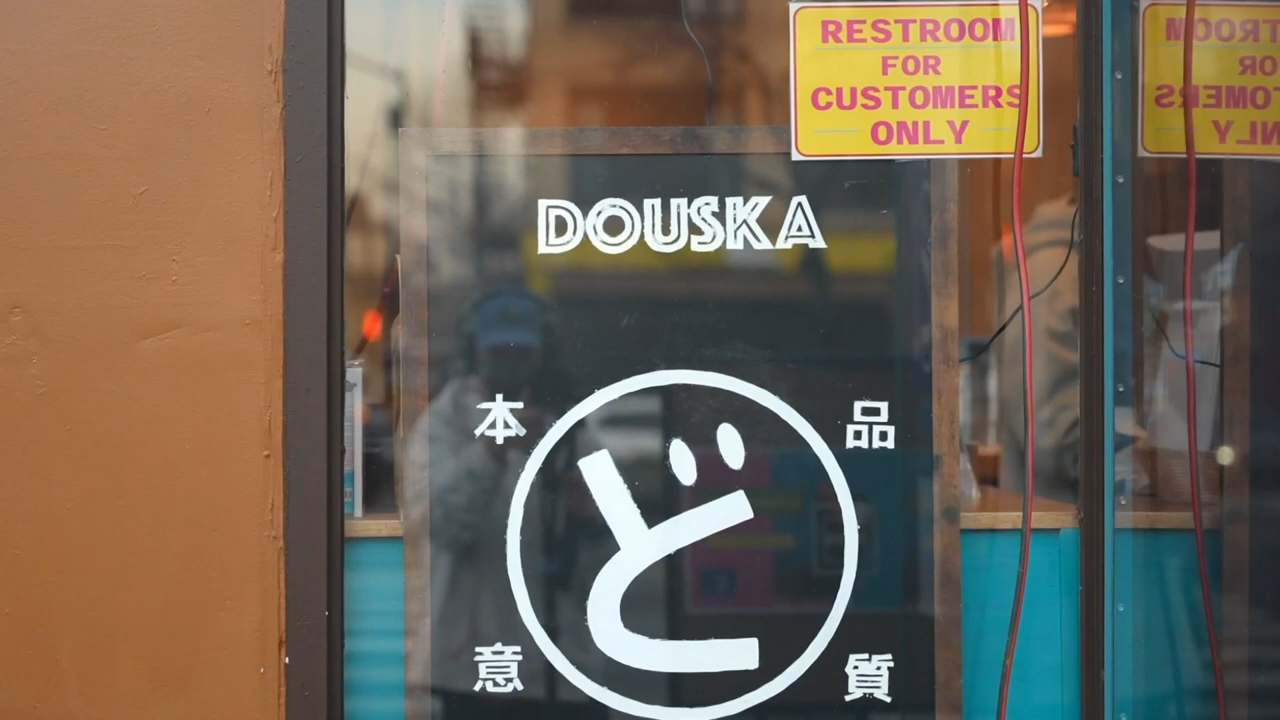 RESTROOM
FOR
CUSTOMERS
ONLY
DOUSKA
本 品
ど
意 質